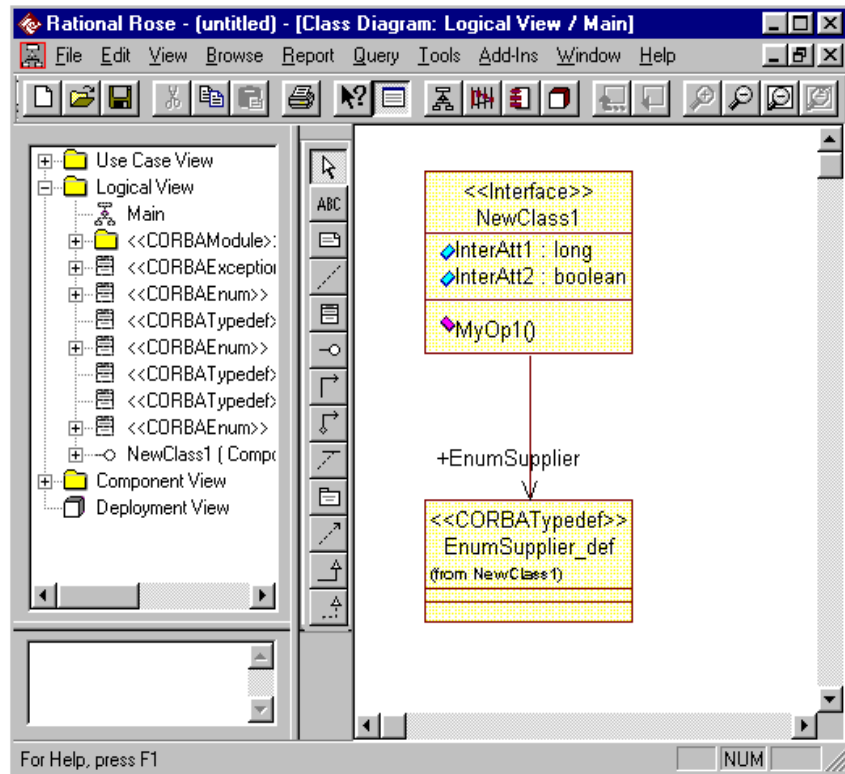 Rational Rose - (untitled) - [Class Diagram: Logical View / Main]
File Edit View Browse Report Query Tools Add-Ins Window Help
Use Case View
Logical View
Main
<<CORBAModule>
<<CORBAException
<<CORBAEnum>>
<<CORBATypedef>
<<CORBAEnum>>
<<CORBATypedef>
<<CORBATypedef>
<<CORBAEnum>>
NewClass1 ( Compo
Component View
Deployment View
ABC
<<Interface>>
NewClass1
InterAtt1 : long
InterAtt2 : boolean
MyOp1()
+EnumSupplier
<<CORBATypedef>>
EnumSupplier_def
(from NewClass1)
For Help, press F1
NUM